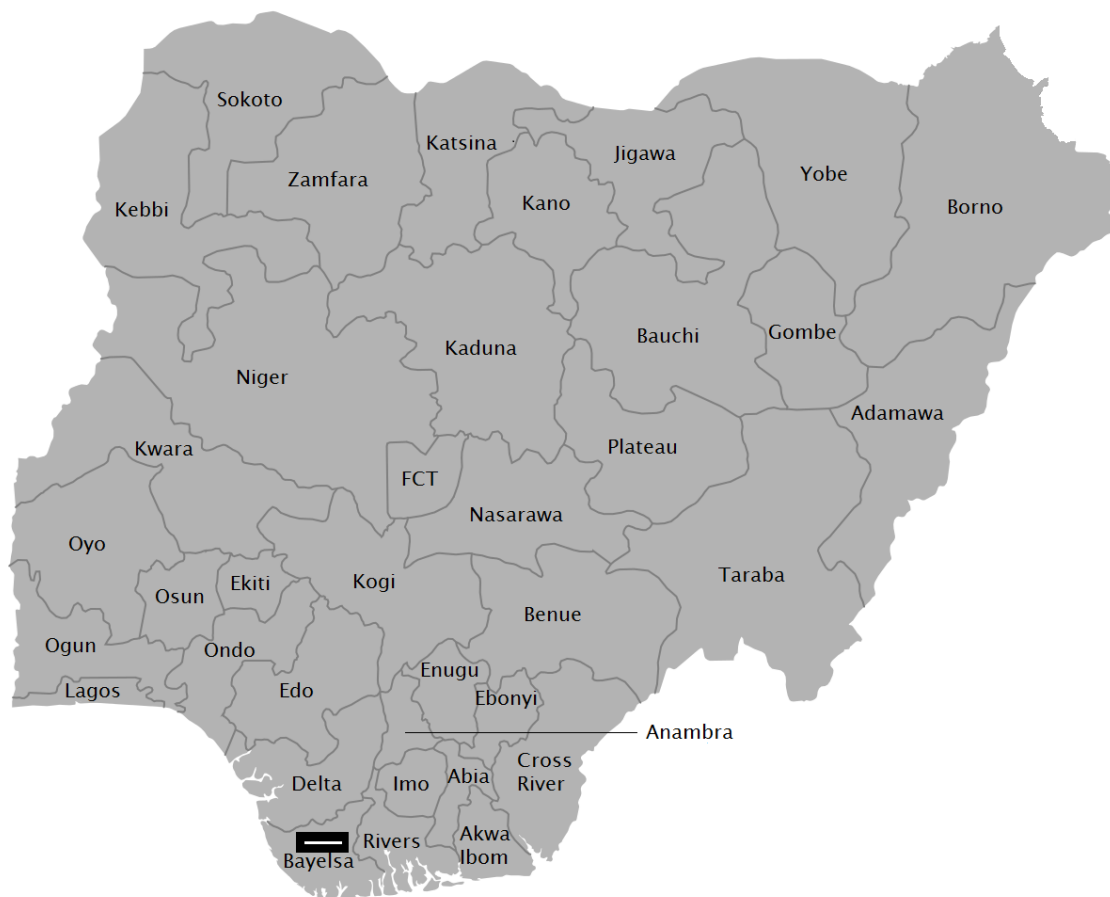 Sokoto
Katsina
Jigawa
Zamfara
Yobe
Kano
Borno
Kebbi
Bauchi
Gombe
Kaduna
Niger
Adamawa
Kwara
Plateau
FCT
Nasarawa
Oyo
Taraba
Ekiti
Kogi
Osun
Benue
Ogun
Ondo
Enugu
Lagos
Edo
Ebonyi
Anambra
Cross
River
Delta
Imo
Abia
Rivers
Akwa
Ibom
Bayelsa